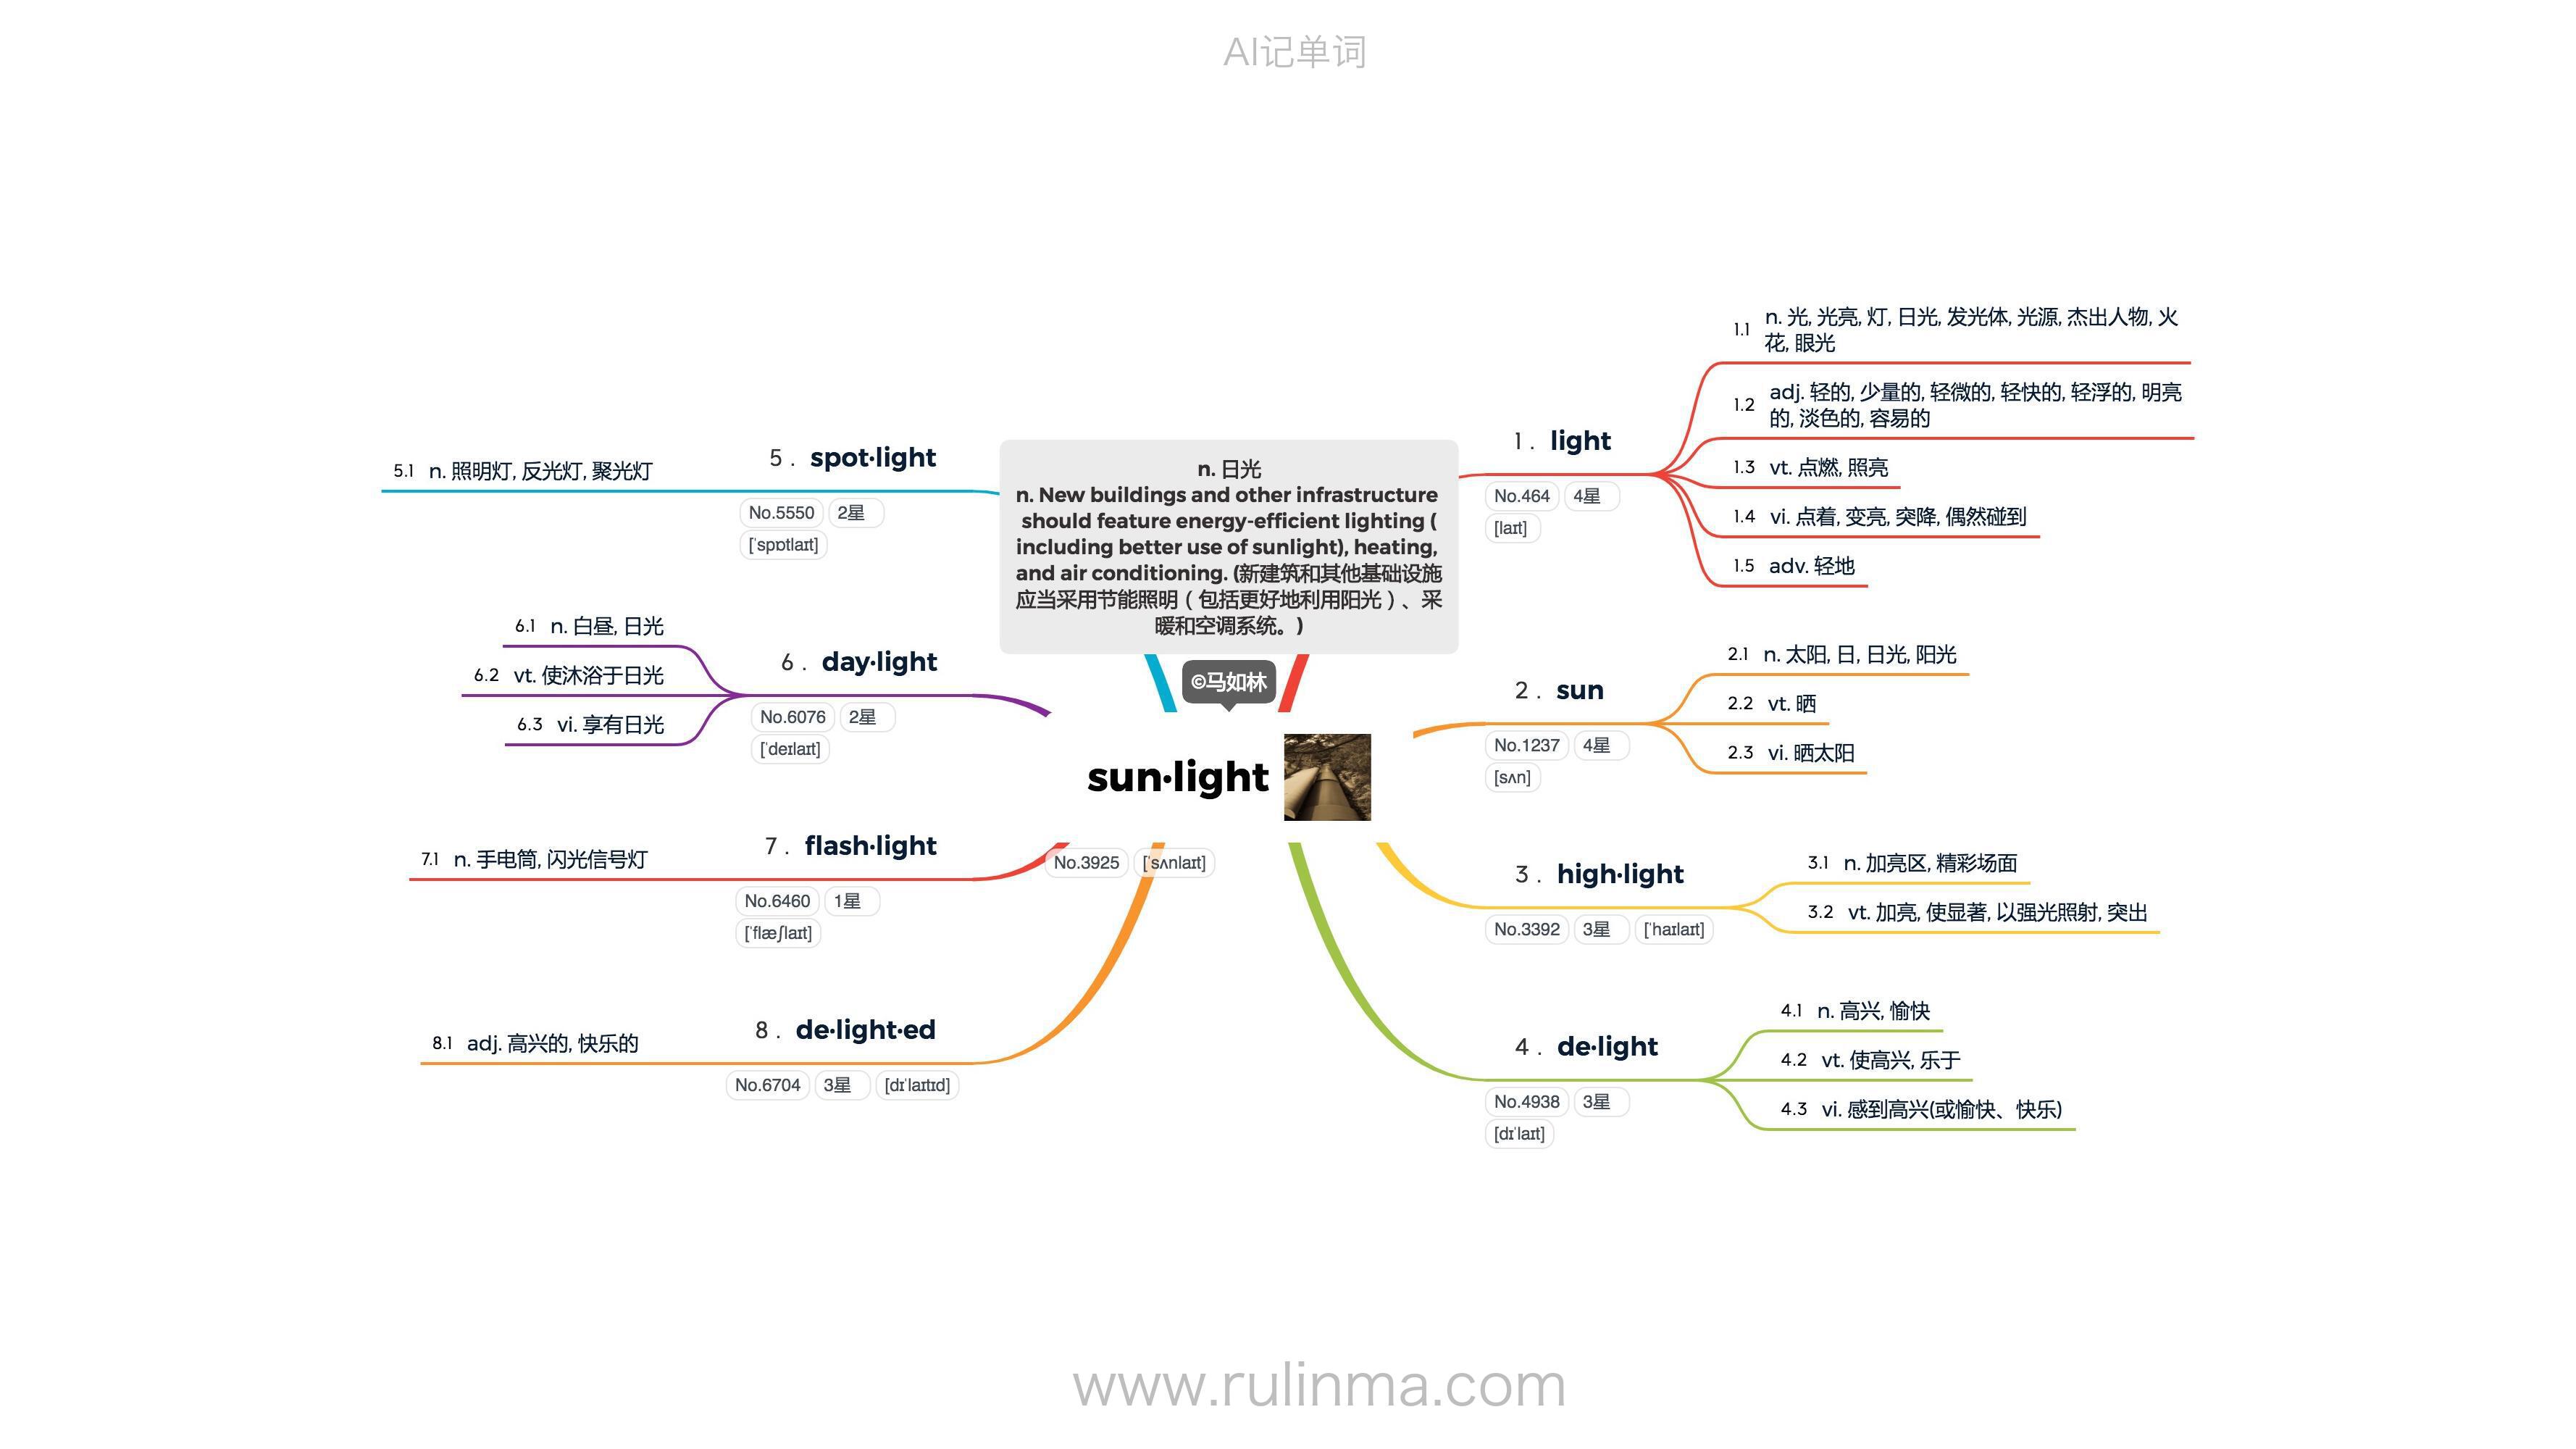 AI记单词
n. 日光
n. New buildings and other infrastructure
should feature energy-efficient lighting (
including better use of sunlight), heating,
and air conditioning. (新建筑和其他基础设施
应当采用节能照明（包括更好地利用阳光）、采
暖和空调系统。)
©马如林
sun·light
No.3925 [ˈsʌnlaɪt]
1 . light
No.464 4星
[laɪt]
1.1 n. 光, 光亮, 灯, 日光, 发光体, 光源, 杰出人物, 火
花, 眼光
1.2 adj. 轻的, 少量的, 轻微的, 轻快的, 轻浮的, 明亮
的, 淡色的, 容易的
1.3 vt. 点燃, 照亮
1.4 vi. 点着, 变亮, 突降, 偶然碰到
1.5 adv. 轻地
2 . sun
No.1237 4星
[sʌn]
2.1 n. 太阳, 日, 日光, 阳光
2.2 vt. 晒
2.3 vi. 晒太阳
3 . high·light
No.3392 3星 [ˈhaɪlaɪt]
3.1 n. 加亮区, 精彩场面
3.2 vt. 加亮, 使显著, 以强光照射, 突出
4 . de·light
No.4938 3星
[dɪˈlaɪt]
4.1 n. 高兴, 愉快
4.2 vt. 使高兴, 乐于
4.3 vi. 感到高兴(或愉快、快乐)
5 . spot·light
No.5550 2星
[ˈspɒtlaɪt]
5.1 n. 照明灯, 反光灯, 聚光灯
6 . day·light
No.6076 2星
[ˈdeɪlaɪt]
6.1 n. 白昼, 日光
6.2 vt. 使沐浴于日光
6.3 vi. 享有日光
7 . flash·light
No.6460 1星
[ˈflæʃlaɪt]
7.1 n. 手电筒, 闪光信号灯
8 . de·light·ed
No.6704 3星 [dɪˈlaɪtɪd]
8.1 adj. 高兴的, 快乐的
www.rulinma.com